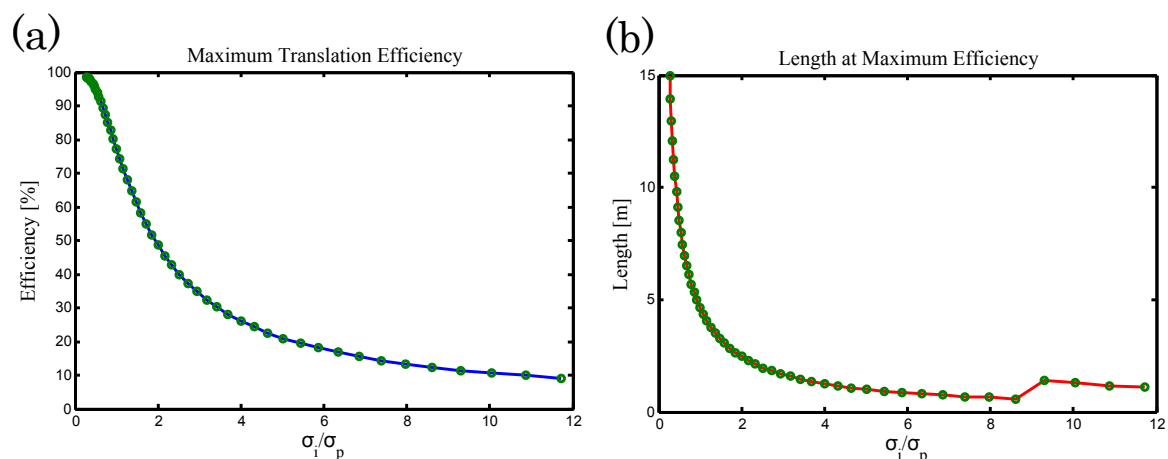 (a)
Maximum Translation Efficiency
Efficiency [%]
100
90
80
70
60
50
40
30
20
10
0
0 2 4 6 8 10 12
σi/σp
(b)
Length at Maximum Efficiency
Length [m]
15
10
5
0
2 4 6 8 10 12
σi/σp